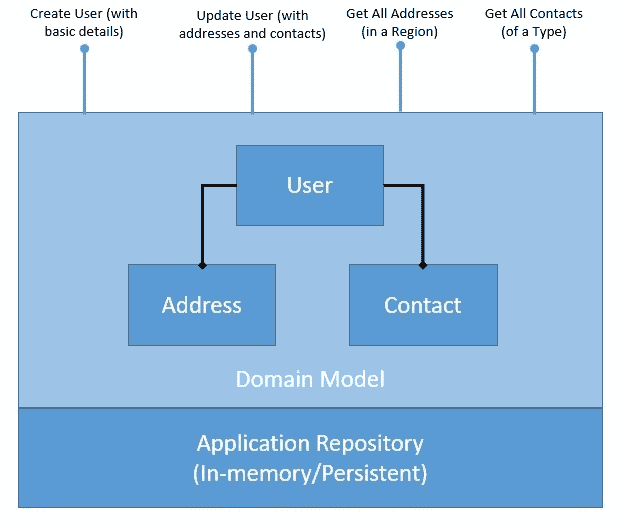 Create User (with
basic details)
Update User (with
addresses and contacts)
Get All Addresses
(in a Region)
Get All Contacts
(of a Type)
User
Address
Contact
Domain Model
Application Repository
(In-memory/Persistent)